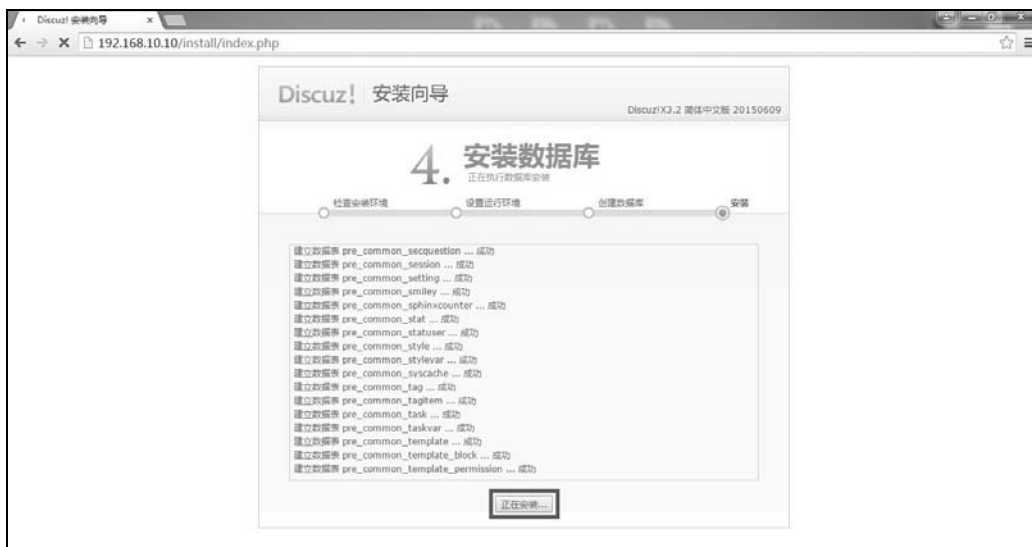 Discuz! 安装向导
192.168.10.10/install/index.php
Discuz! 安装向导
Discuz!X3.2 简体中文版 20150609
4. 安装数据库
正在执行数据库安装
检查安装环境 设置运行环境 创建数据库 安装
建立数据表 pre_common_secquestion ... 成功
建立数据表 pre_common_session ... 成功
建立数据表 pre_common_setting ... 成功
建立数据表 pre_common_smiley ... 成功
建立数据表 pre_common_sphinxcounter ... 成功
建立数据表 pre_common_stat ... 成功
建立数据表 pre_common_statuser ... 成功
建立数据表 pre_common_style ... 成功
建立数据表 pre_common_stylevar ... 成功
建立数据表 pre_common_syscache ... 成功
建立数据表 pre_common_tag ... 成功
建立数据表 pre_common_tagitem ... 成功
建立数据表 pre_common_task ... 成功
建立数据表 pre_common_taskvar ... 成功
建立数据表 pre_common_template ... 成功
建立数据表 pre_common_template_block ... 成功
建立数据表 pre_common_template_permission ... 成功
正在安装...